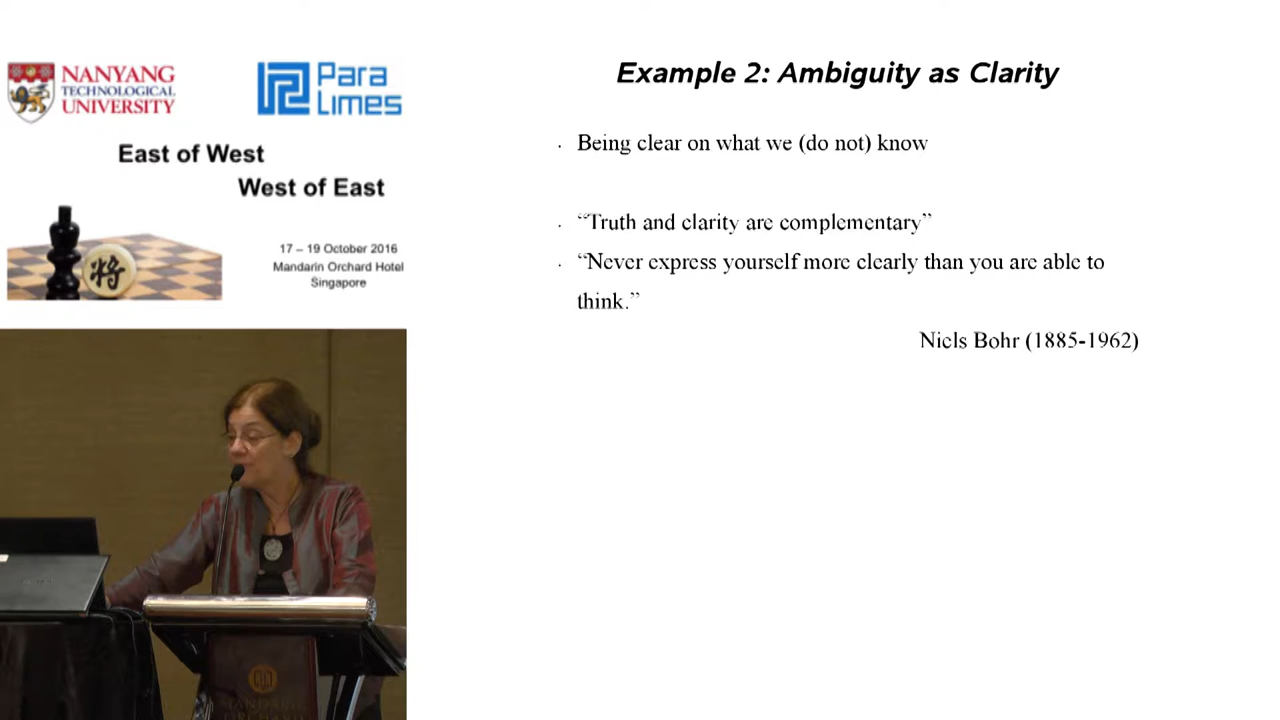 NANYANG
TECHNOLOGICAL
UNIVERSITY
Para
Limes
East of West
West of East
将
17 – 19 October 2016
Mandarin Orchard Hotel
Singapore
Example 2: Ambiguity as Clarity
· Being clear on what we (do not) know
· “Truth and clarity are complementary”
· “Never express yourself more clearly than you are able to
think.”
Niels Bohr (1885-1962)
MANDARIN
ORCHARD